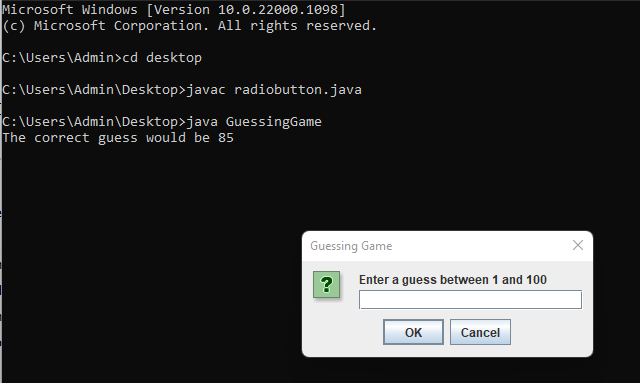 Microsoft Windows [Version 10.0.22000.1098]
(c) Microsoft Corporation. All rights reserved.
C:\Users\Admin>cd desktop
C:\Users\Admin\Desktop>javac radiobutton.java
C:\Users\Admin\Desktop>java GuessingGame
The correct guess would be 85
Guessing Game
?
Enter a guess between 1 and 100
OK Cancel